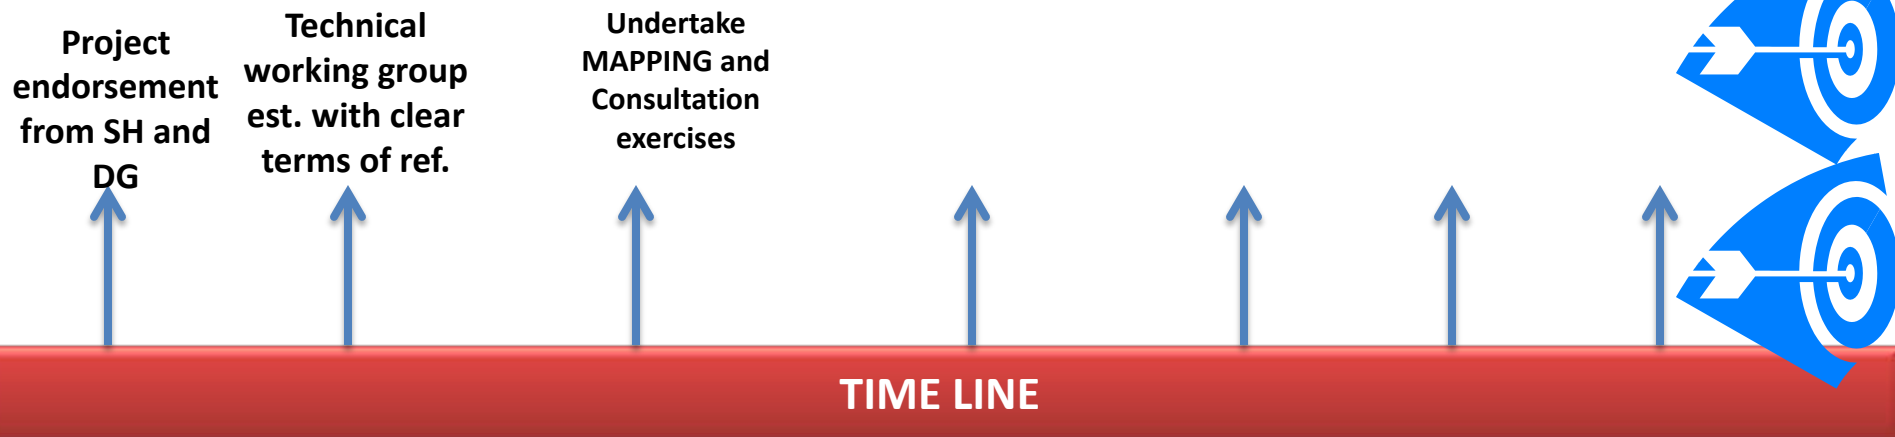 Project
endorsement
from SH and
DG
Technical
working group
est. with clear
terms of ref.
Undertake
MAPPING and
Consultation
exercises
TIME LINE